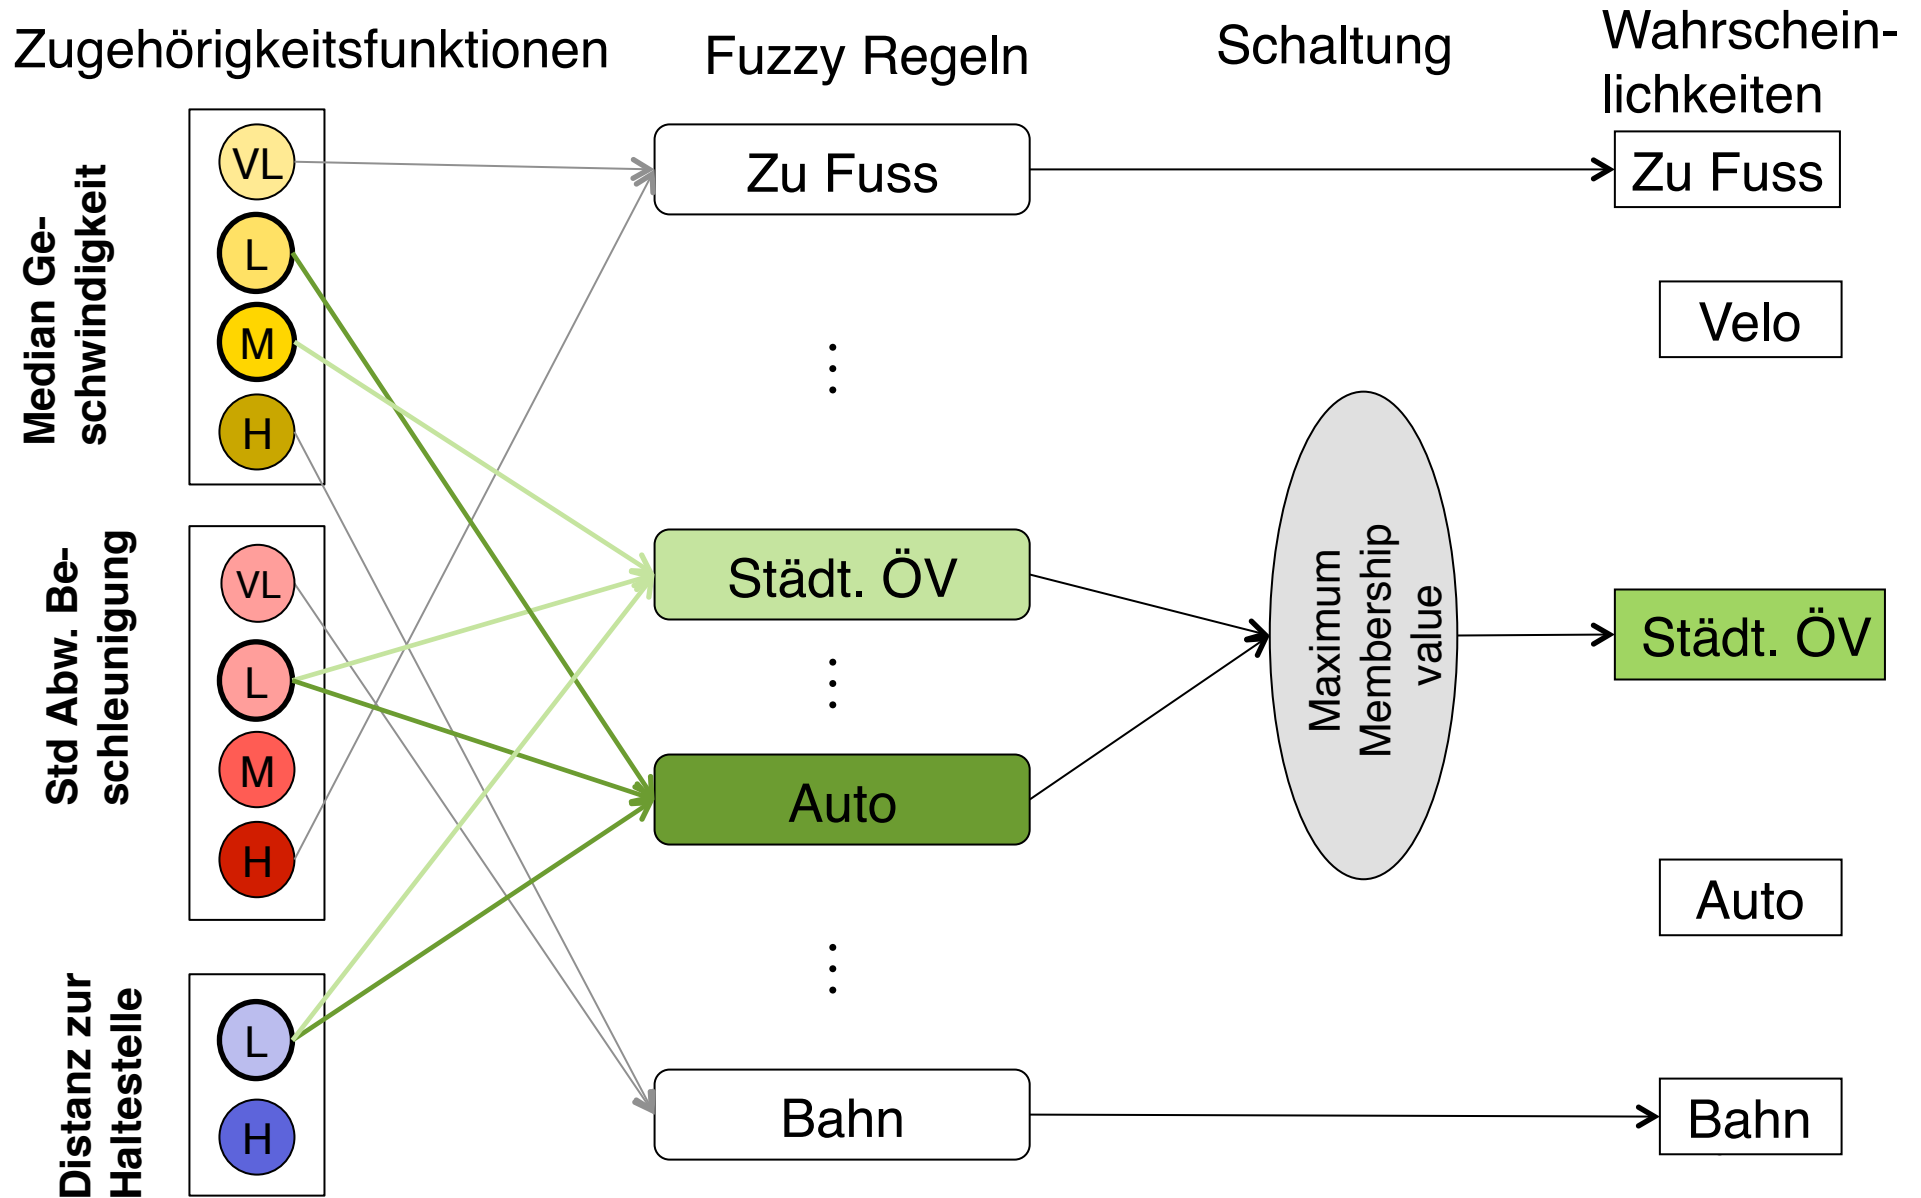 Zugehörigkeitsfunktionen
Fuzzy Regeln
Schaltung
Wahrschein-
lichkeiten
Median Ge-
schwindigkeit
VL
L
M
H
Std Abw. Be-
schleunigung
VL
L
M
H
Distanz zur
Haltestelle
L
H
Zu Fuss
⋮
Städt. ÖV
⋮
Auto
⋮
Bahn
Maximum
Membership
value
Zu Fuss
Velo
Städt. ÖV
Auto
Bahn